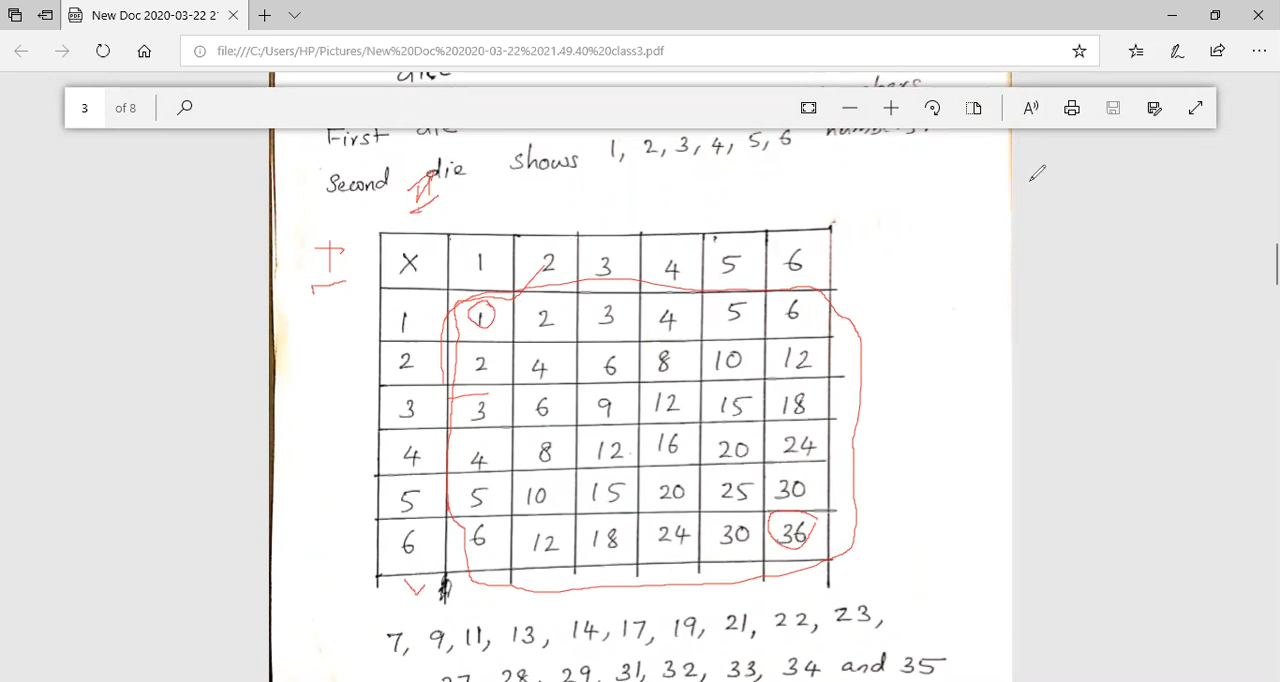 New Doc 2020-03-22 2
file:///C:/Users/HP/Pictures/New%20Doc%202020-03-22%2021.49.40%20class3.pdf
3 of 8
First die
Second die shows 1, 2, 3, 4, 5, 6 numbers.
+
X 1 2 3 4 5 6
1 1 2 3 4 5 6
2 2 4 6 8 10 12
3 3 6 9 12 15 18
4 4 8 12 16 20 24
5 5 10 15 20 25 30
6 6 12 18 24 30 36
7, 9, 11, 13, 14, 17, 19, 21, 22, 23,
27, 28, 29, 31, 32, 33, 34 and 35